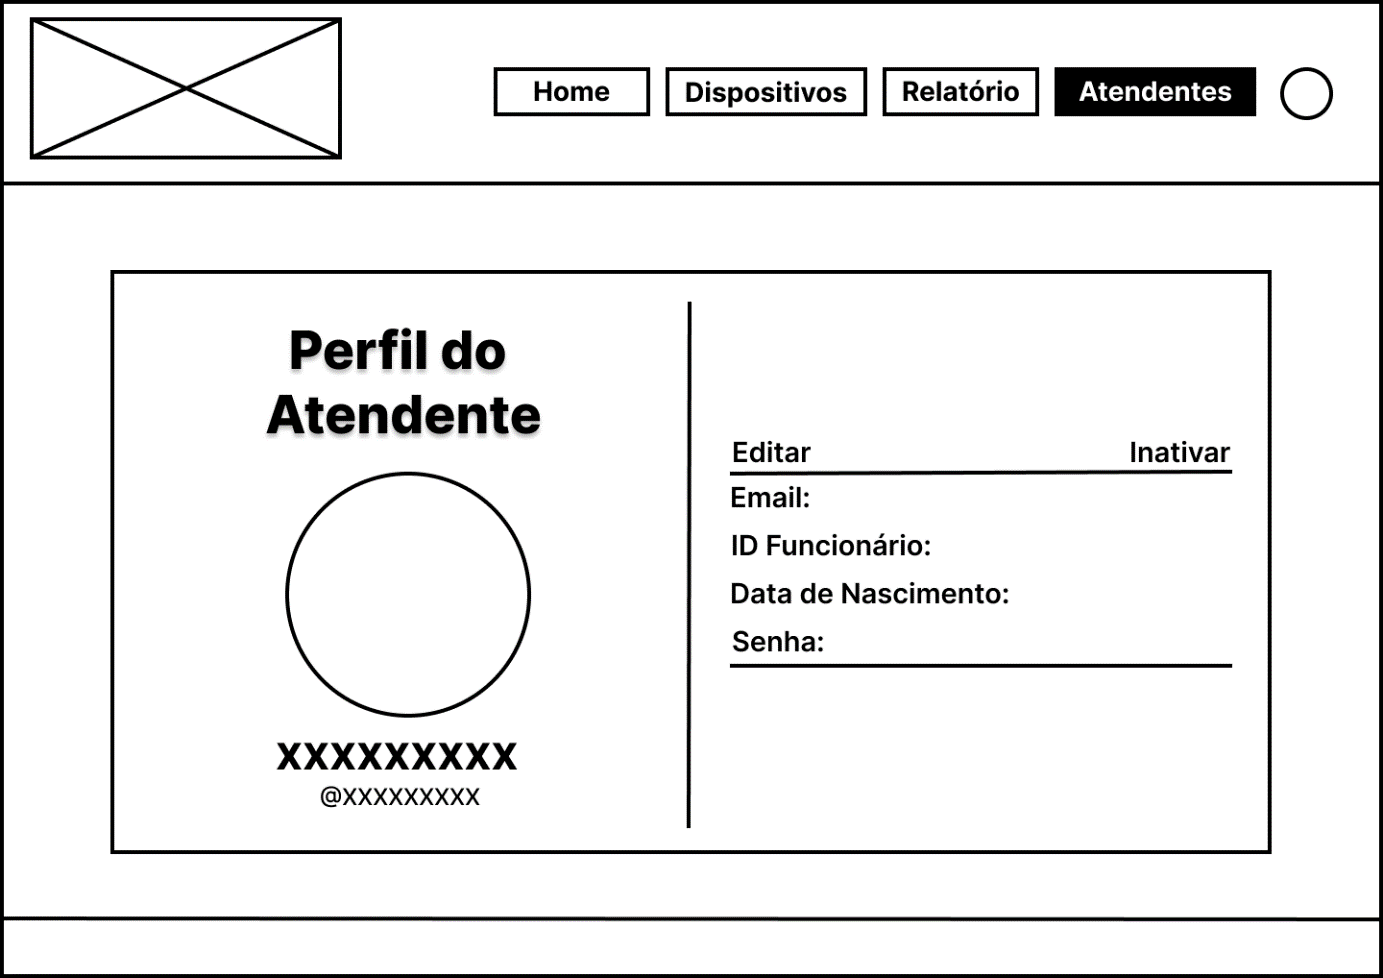 Home Dispositivos Relatório Atendentes
Perfil do
Atendente
XXXXXXXXX
@XXXXXXXXX
Editar Inativar
Email:
ID Funcionário:
Data de Nascimento:
Senha: